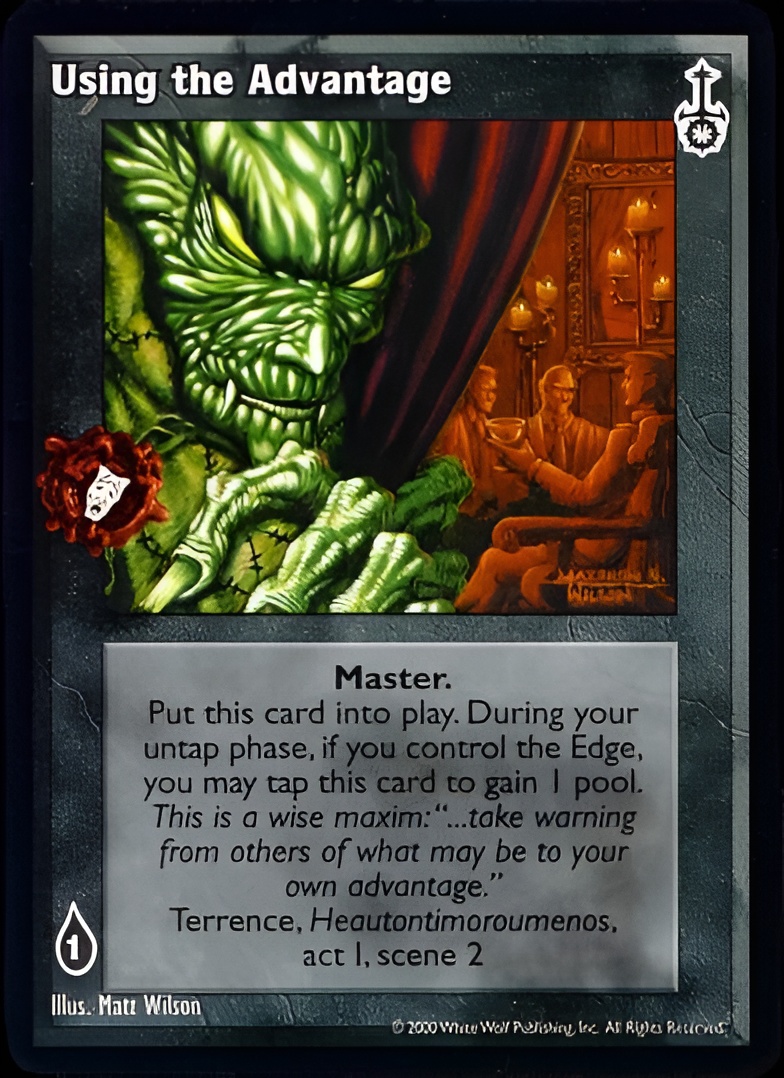 Using the Advantage
MATTHEW D.
WILSON
Master.
Put this card into play. During your
untap phase, if you control the Edge,
you may tap this card to gain 1 pool.
This is a wise maxim: “...take warning
from others of what may be to your
own advantage.”
Terrence, Heautontimoroumenos,
act 1, scene 2
1
Illus. Matt Wilson
© 2000 White Wolf Publishing, Inc. All Rights Reserved.